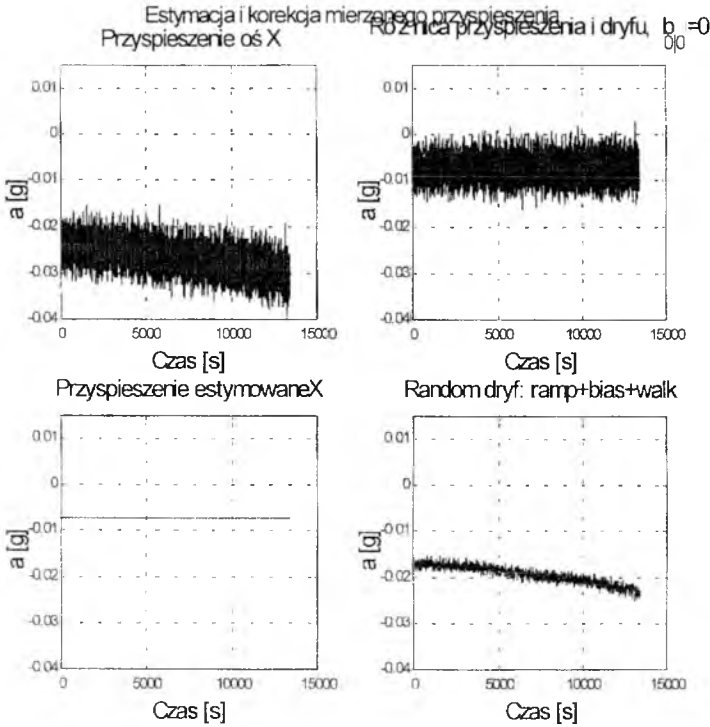 Estymacja i korekcja mierzonego przyspieszenia
Przyspieszenie oś X
Różnica przyspieszenia i dryfu, b =0
0|0
0.01
0
-0.01
-0.02
-0.03
-0.04
a [g]
0 5000 10000 15000
Czas [s]
0.01
0
-0.01
-0.02
-0.03
-0.04
a [g]
0 5000 10000 15000
Czas [s]
Przyspieszenie estymowaneX
Random dryf: ramp+bias+walk
0.01
0
-0.01
-0.02
-0.03
-0.04
a [g]
0 5000 10000 15000
Czas [s]
0.01
0
-0.01
-0.02
-0.03
-0.04
a [g]
0 5000 10000 15000
Czas [s]